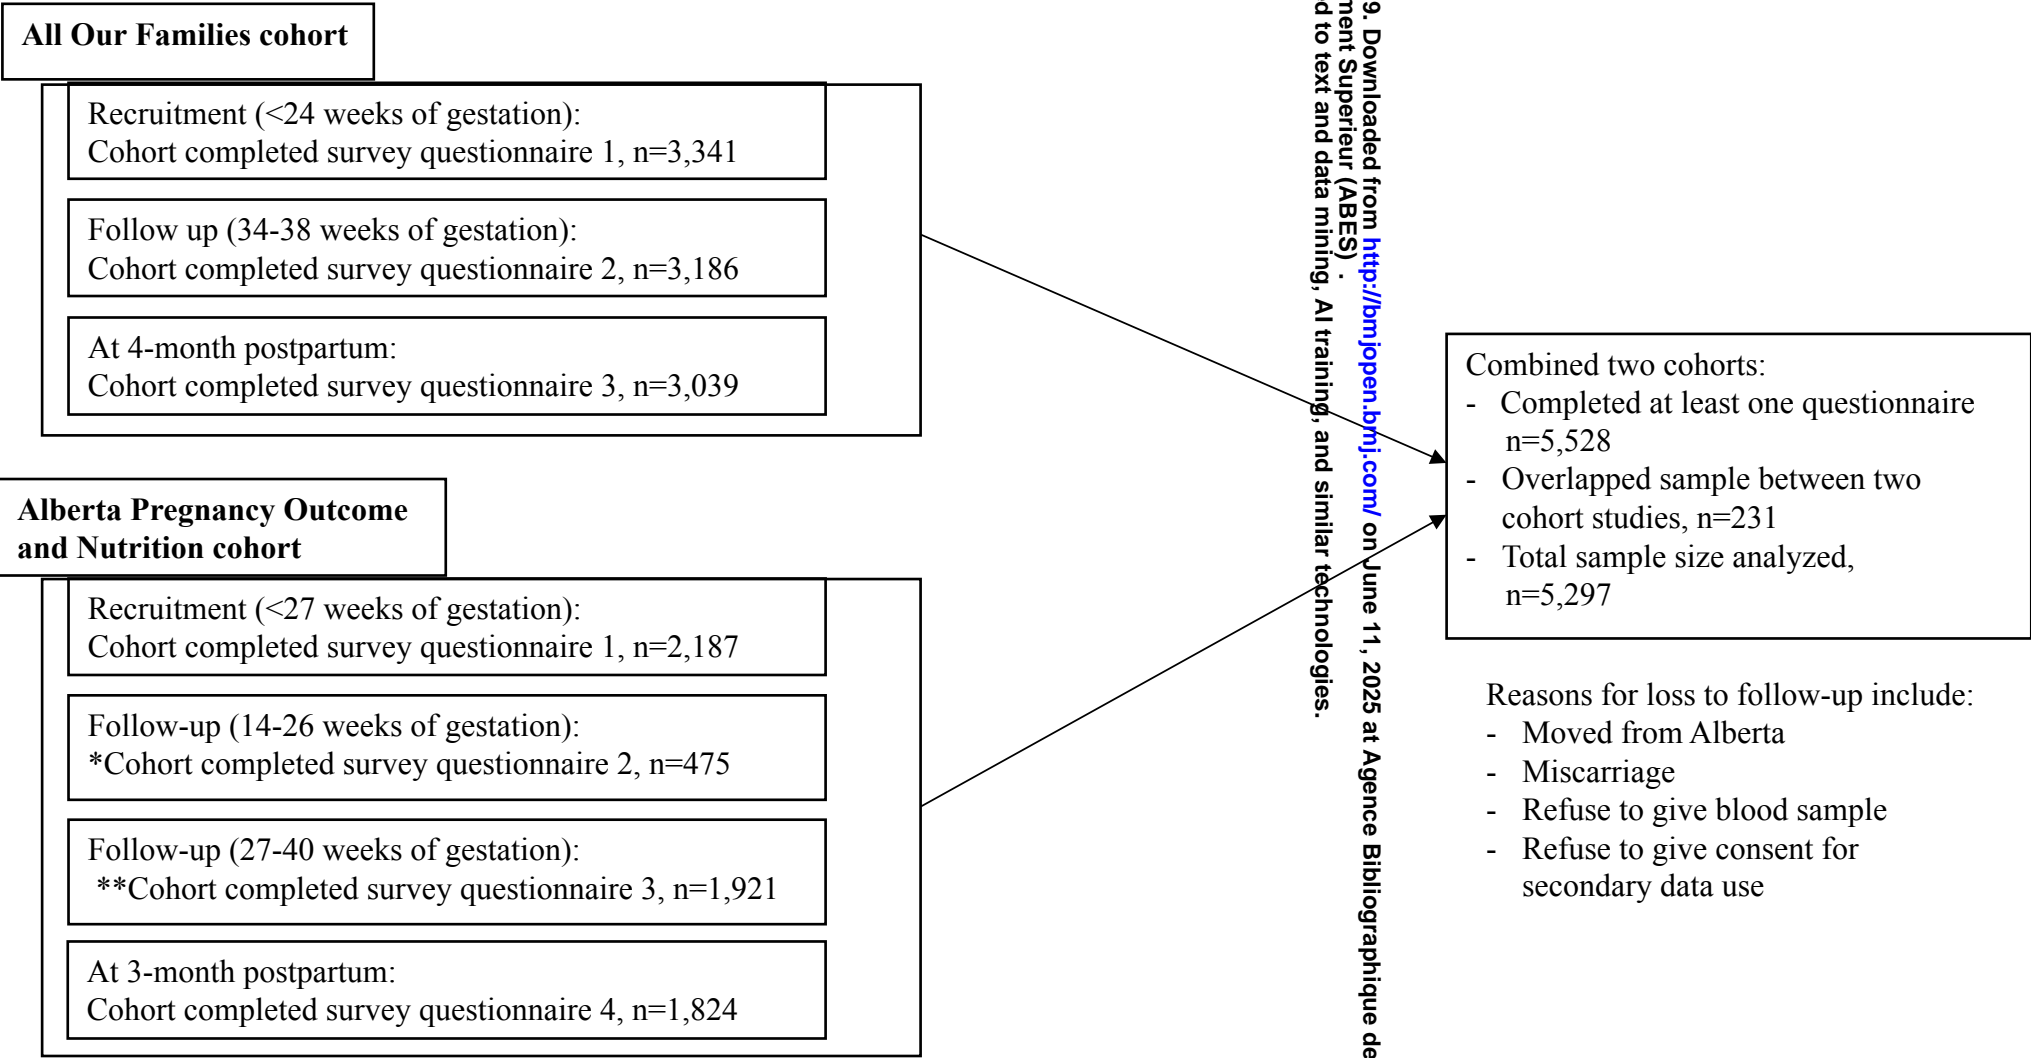 All Our Families cohort
Recruitment (<24 weeks of gestation):
Cohort completed survey questionnaire 1, n=3,341
Follow up (34-38 weeks of gestation):
Cohort completed survey questionnaire 2, n=3,186
At 4-month postpartum:
Cohort completed survey questionnaire 3, n=3,039
Alberta Pregnancy Outcome
and Nutrition cohort
Recruitment (<27 weeks of gestation):
Cohort completed survey questionnaire 1, n=2,187
Follow-up (14-26 weeks of gestation):
*Cohort completed survey questionnaire 2, n=475
Follow-up (27-40 weeks of gestation):
**Cohort completed survey questionnaire 3, n=1,921
At 3-month postpartum:
Cohort completed survey questionnaire 4, n=1,824
Combined two cohorts:
- Completed at least one questionnaire
n=5,528
- Overlapped sample between two
cohort studies, n=231
- Total sample size analyzed,
n=5,297
Reasons for loss to follow-up include:
- Moved from Alberta
- Miscarriage
- Refuse to give blood sample
- Refuse to give consent for
secondary data use
9. Downloaded from http://bmjopen.bmj.com/ on June 11, 2025 at Agence Bibliographique de
ment Superieur (ABES) .
d to text and data mining, AI training, and similar technologies.